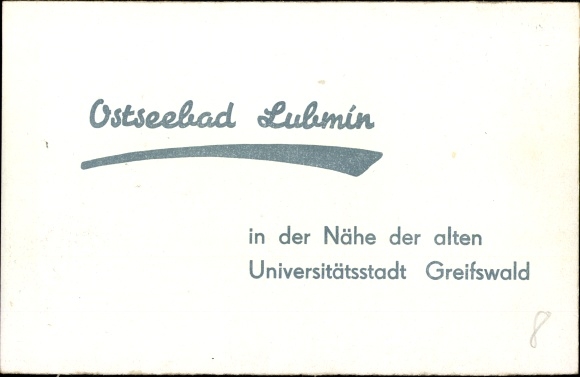 Ostseebad Lubmin
in der Nähe der alten
Universitätsstadt Greifswald
8